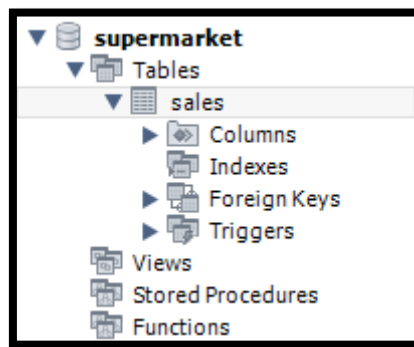 supermarket
Tables
sales
Columns
Indexes
Foreign Keys
Triggers
Views
Stored Procedures
Functions